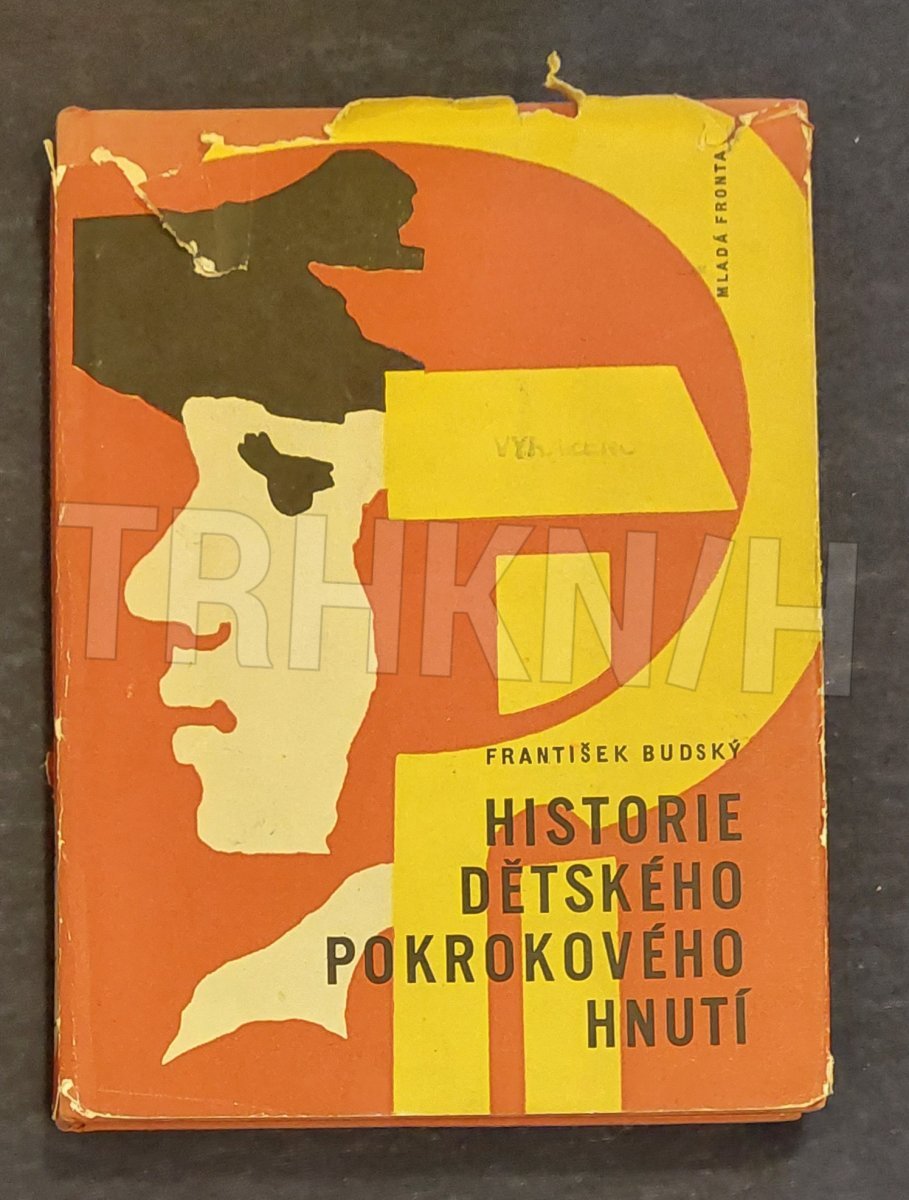 MLADÁ FRONTA
TRHKNIH
FRANTIŠEK BUDSKÝ
HISTORIE
DĚTSKÉHO
POKROKOVÉHO
HNUTÍ